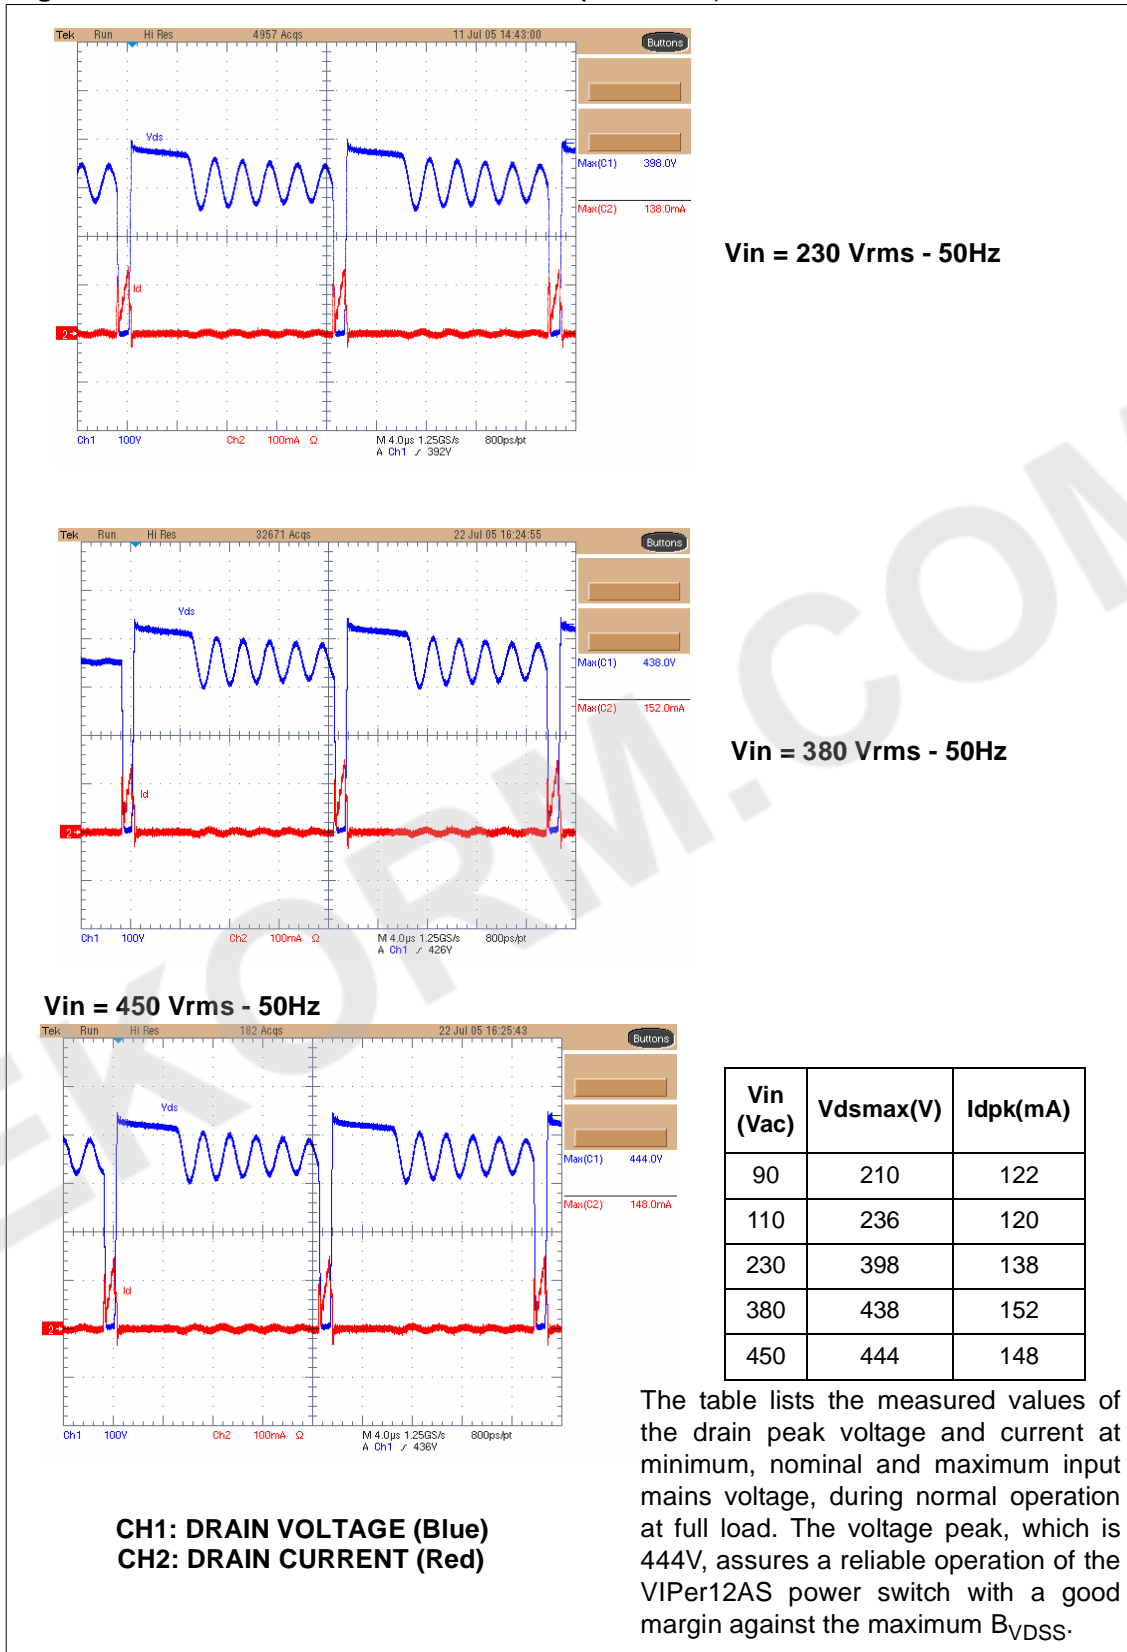 Tek Run Hi Res 4957 Acqs 11 Jul 05 14:43:00
Buttons
Vds
Max(C1) 398.0V
Max(C2) 138.0mA
Id
2
Ch1 100V Ch2 100mA Ω M 4.0µs 1.25GS/s 800ps/pt
A Ch1 / 392V
Vin = 230 Vrms - 50Hz
Tek Run Hi Res 32671 Acqs 22 Jul 05 16:24:55
Buttons
Vds
Max(C1) 438.0V
Max(C2) 152.0mA
Id
2
Ch1 100V Ch2 100mA Ω M 4.0µs 1.25GS/s 800ps/pt
A Ch1 / 426V
Vin = 380 Vrms - 50Hz
Vin = 450 Vrms - 50Hz
Tek Run Hi Res 182 Acqs 22 Jul 05 16:25:43
Buttons
Vds
Max(C1) 444.0V
Max(C2) 148.0mA
Id
2
Ch1 100V Ch2 100mA Ω M 4.0µs 1.25GS/s 800ps/pt
A Ch1 / 436V
CH1: DRAIN VOLTAGE (Blue)
CH2: DRAIN CURRENT (Red)
Vin (Vac) Vdsmax(V) Idpk(mA)
90 210 122
110 236 120
230 398 138
380 438 152
450 444 148
The table lists the measured values of
the drain peak voltage and current at
minimum, nominal and maximum input
mains voltage, during normal operation
at full load. The voltage peak, which is
444V, assures a reliable operation of the
VIPer12AS power switch with a good
margin against the maximum BVDSS.
EKORM.COM